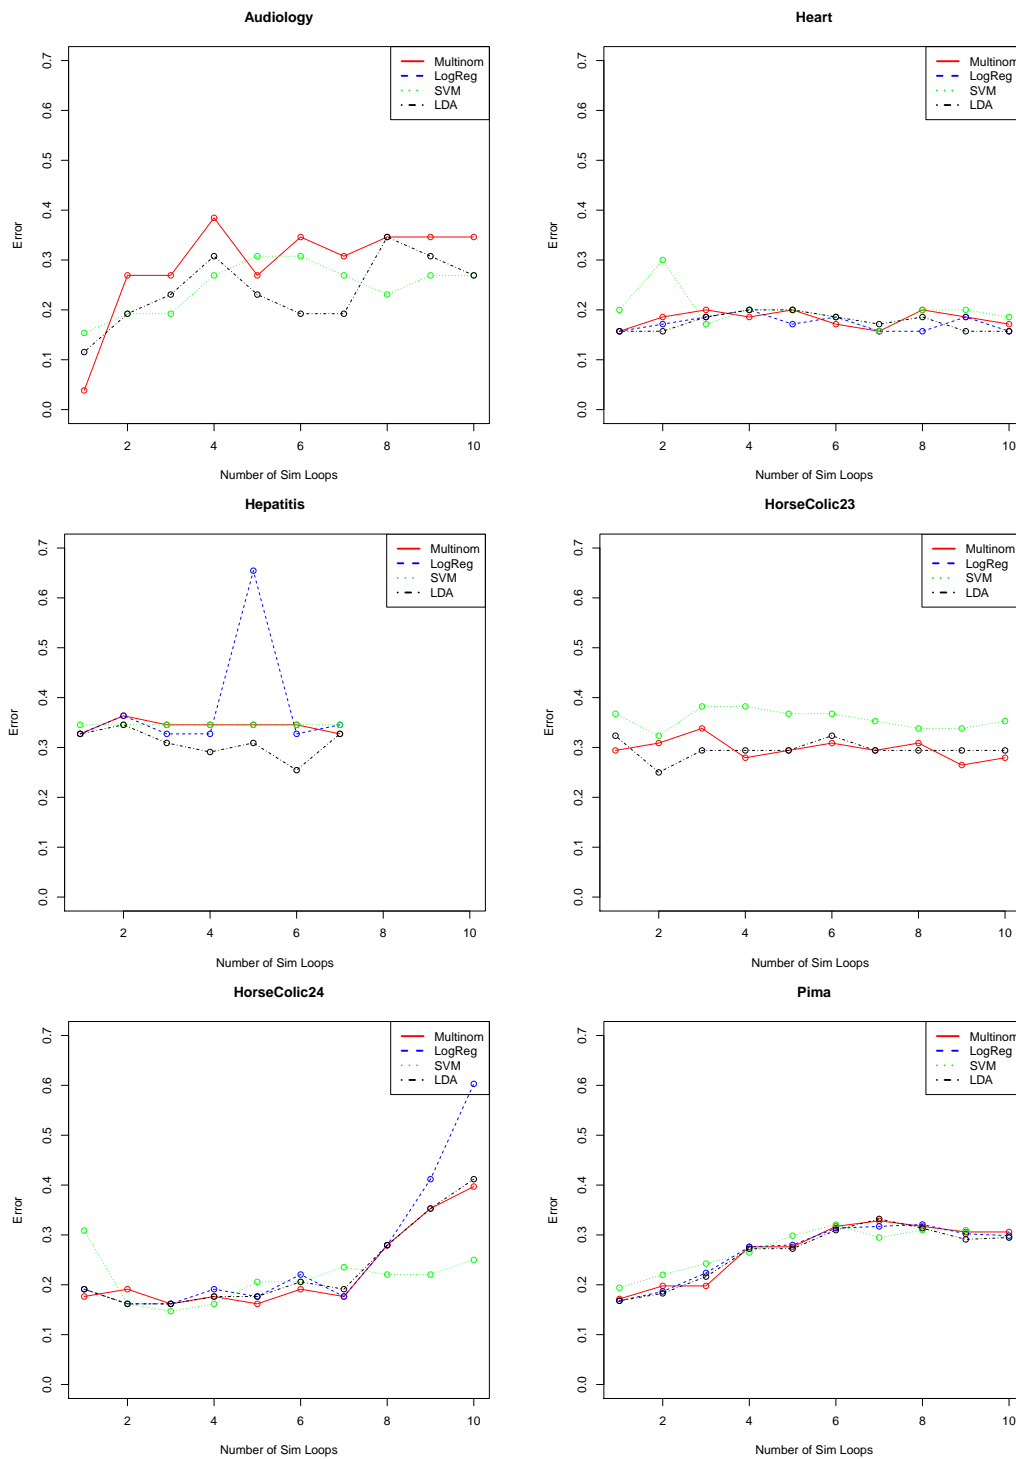 Audiology
Multinom
LogReg
SVM
LDA
0.0 0.1 0.2 0.3 0.4 0.5 0.6 0.7
Error
2 4 6 8 10
Number of Sim Loops
Heart
Multinom
LogReg
SVM
LDA
0.0 0.1 0.2 0.3 0.4 0.5 0.6 0.7
Error
2 4 6 8 10
Number of Sim Loops
Hepatitis
Multinom
LogReg
SVM
LDA
0.0 0.1 0.2 0.3 0.4 0.5 0.6 0.7
Error
2 4 6 8 10
Number of Sim Loops
HorseColic23
Multinom
LogReg
SVM
LDA
0.0 0.1 0.2 0.3 0.4 0.5 0.6 0.7
Error
2 4 6 8 10
Number of Sim Loops
HorseColic24
Multinom
LogReg
SVM
LDA
0.0 0.1 0.2 0.3 0.4 0.5 0.6 0.7
Error
2 4 6 8 10
Number of Sim Loops
Pima
Multinom
LogReg
SVM
LDA
0.0 0.1 0.2 0.3 0.4 0.5 0.6 0.7
Error
2 4 6 8 10
Number of Sim Loops